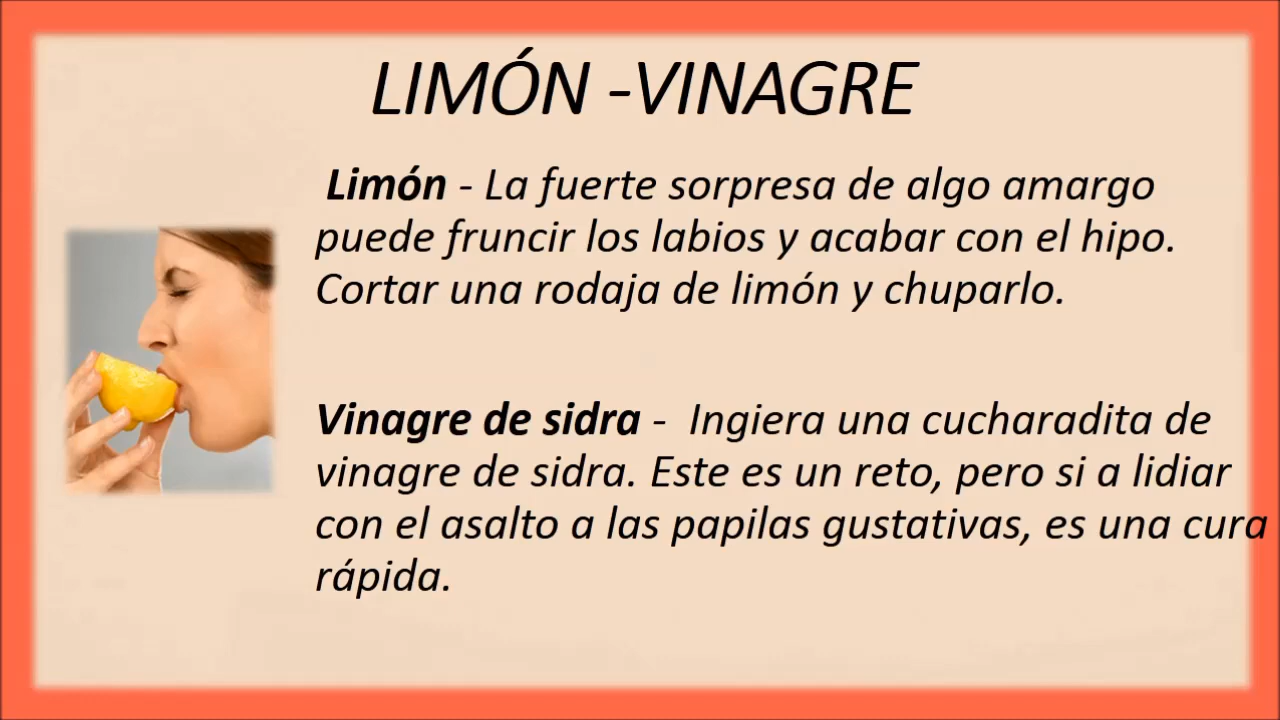 LIMÓN -VINAGRE
Limón - La fuerte sorpresa de algo amargo
puede fruncir los labios y acabar con el hipo.
Cortar una rodaja de limón y chuparlo.
Vinagre de sidra - Ingiera una cucharadita de
vinagre de sidra. Este es un reto, pero si a lidiar
con el asalto a las papilas gustativas, es una cura
rápida.